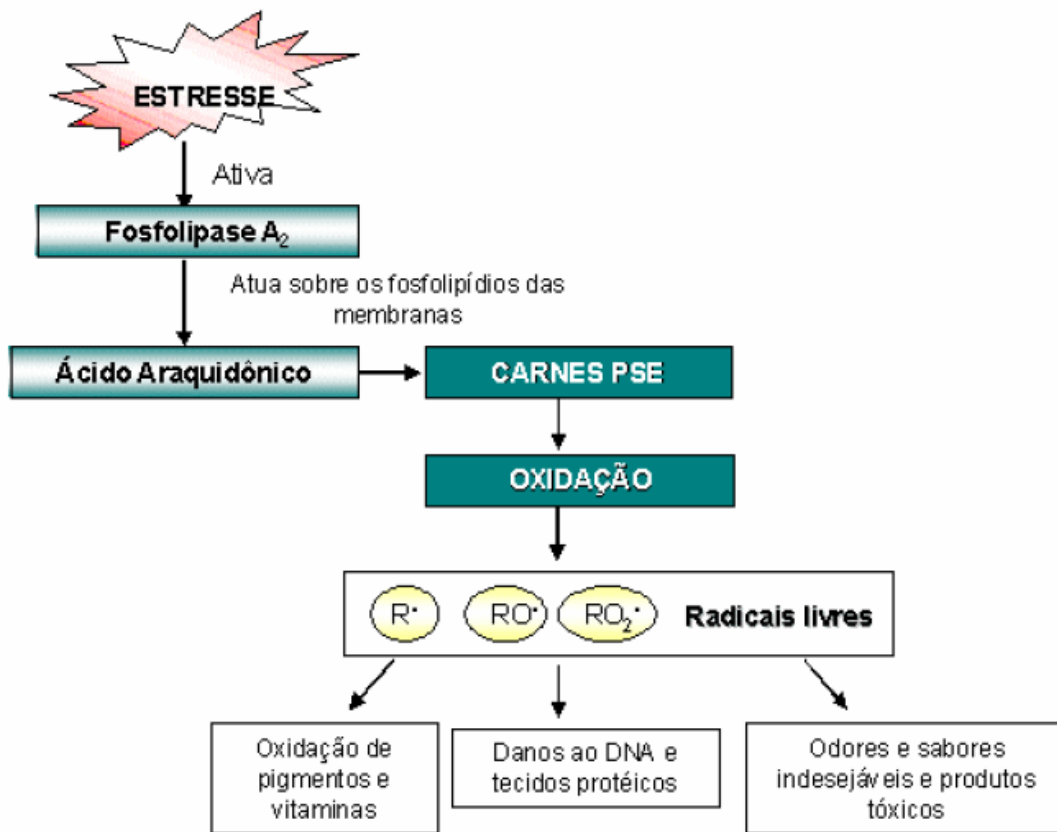 ESTRESSE
Ativa
Fosfolipase A₂
Atua sobre os fosfolipídios das
membranas
Ácido Araquidônico
CARNES PSE
OXIDAÇÃO
R• RO• RO₂• Radicais livres
Oxidação de
pigmentos e
vitaminas
Danos ao DNA e
tecidos protéicos
Odores e sabores
indesejáveis e produtos
tóxicos